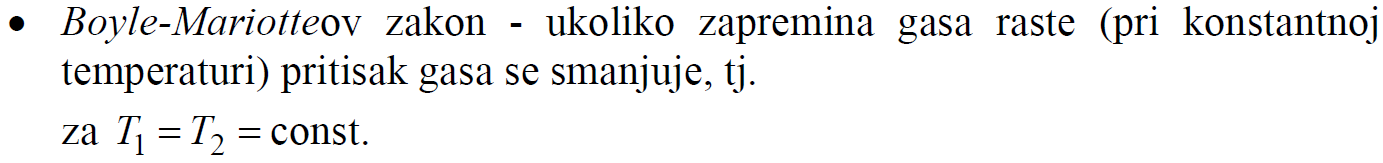 • Boyle-Mariotteov zakon - ukoliko zapremina gasa raste (pri konstantnoj
temperaturi) pritisak gasa se smanjuje, tj.
za T₁ = T₂ = const.